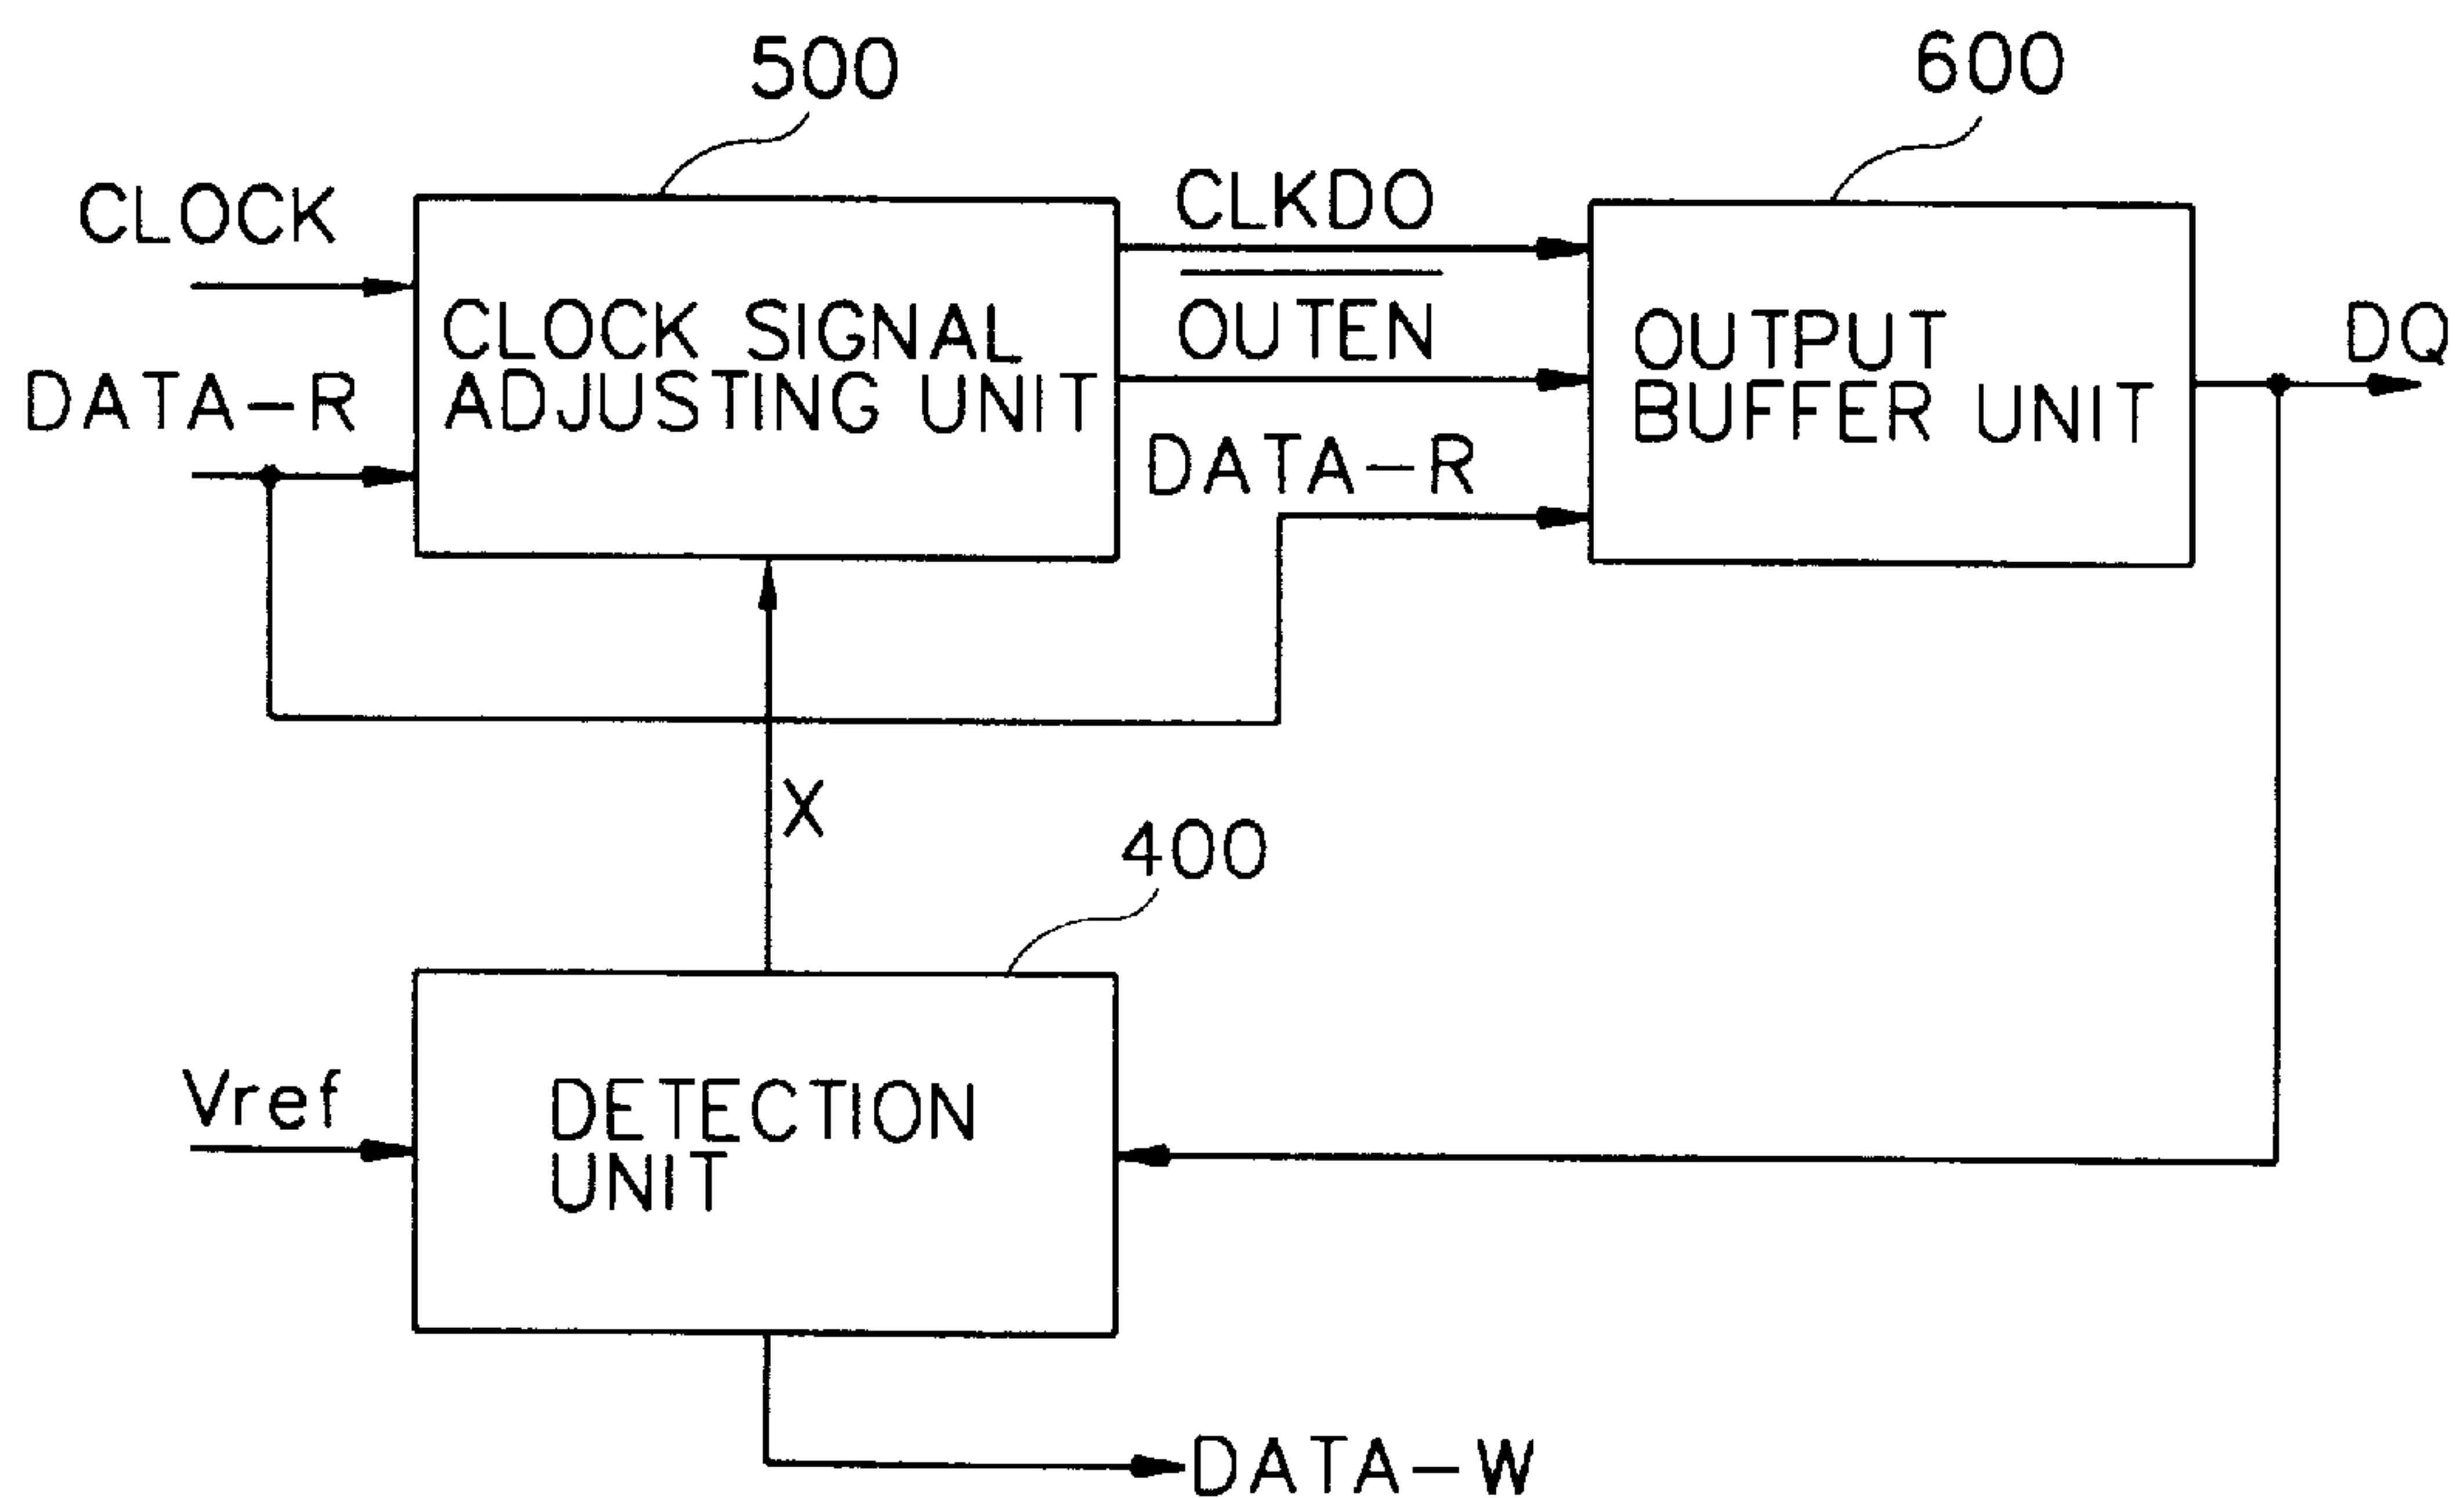 500
600
CLOCK
CLKDO
DATA-R
CLOCK SIGNAL
ADJUSTING UNIT
O̅U̅T̅E̅N̅
DATA-R
OUTPUT
BUFFER UNIT
DQ
X
400
Vref
DETECTION
UNIT
DATA-W